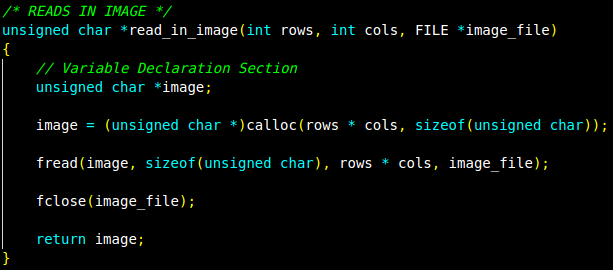 /* READS IN IMAGE */
unsigned char *read_in_image(int rows, int cols, FILE *image_file)
{
    // Variable Declaration Section
    unsigned char *image;
    image = (unsigned char *)calloc(rows * cols, sizeof(unsigned char));
    fread(image, sizeof(unsigned char), rows * cols, image_file);
    fclose(image_file);
    return image;
}